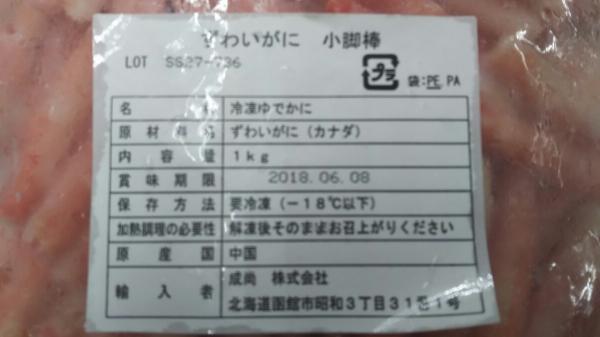 ずわいがに 小脚棒
LOT SS27-736
プラ
袋:PE,PA
名称 冷凍ゆでかに
原材料名 ずわいがに（カナダ）
内容量 1kg
賞味期限 2018.06.08
保存方法 要冷凍（－18℃以下）
加熱調理の必要性 解凍後そのままお召上がりください
原産国 中国
輸入者 成尚 株式会社
北海道函館市昭和3丁目31番1号